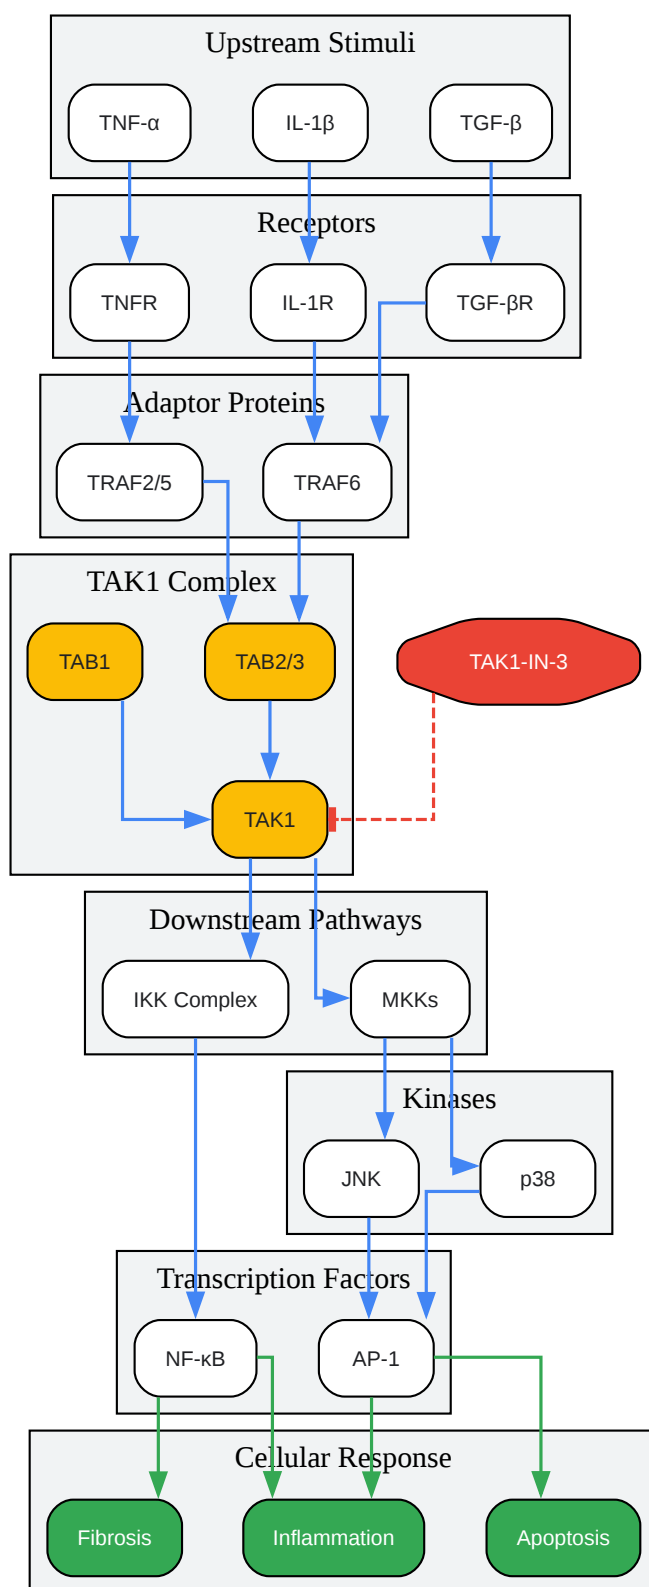 Upstream Stimuli
TNF-α
IL-1β
TGF-β
Receptors
TNFR
IL-1R
TGF-βR
Adaptor Proteins
TRAF2/5
TRAF6
TAK1 Complex
TAB1
TAB2/3
TAK1-IN-3
TAK1
Downstream Pathways
IKK Complex
MKKs
Kinases
JNK
p38
Transcription Factors
NF-κB
AP-1
Cellular Response
Fibrosis
Inflammation
Apoptosis